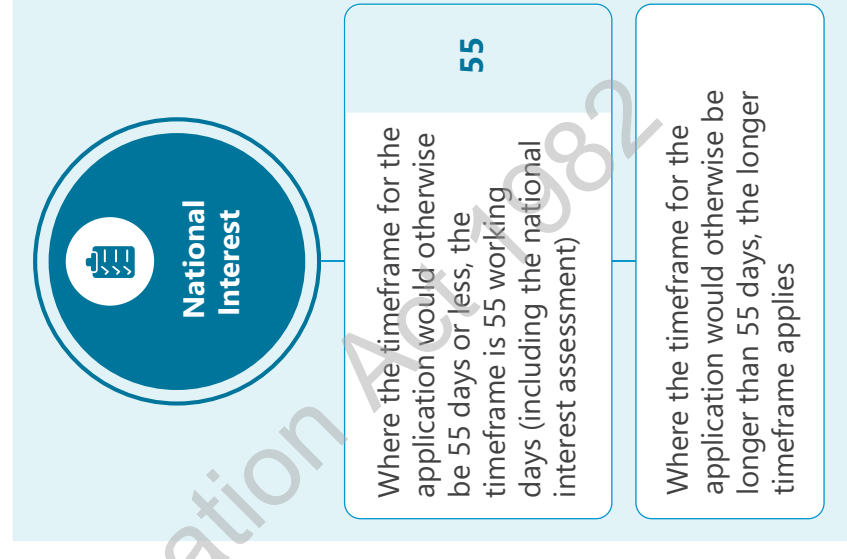 National
Interest
Where the timeframe for the
application would otherwise
be 55 days or less, the
timeframe is 55 working
days (including the national
interest assessment)
55
Where the timeframe for the
application would otherwise be
longer than 55 days, the longer
timeframe applies
ation Act 1982